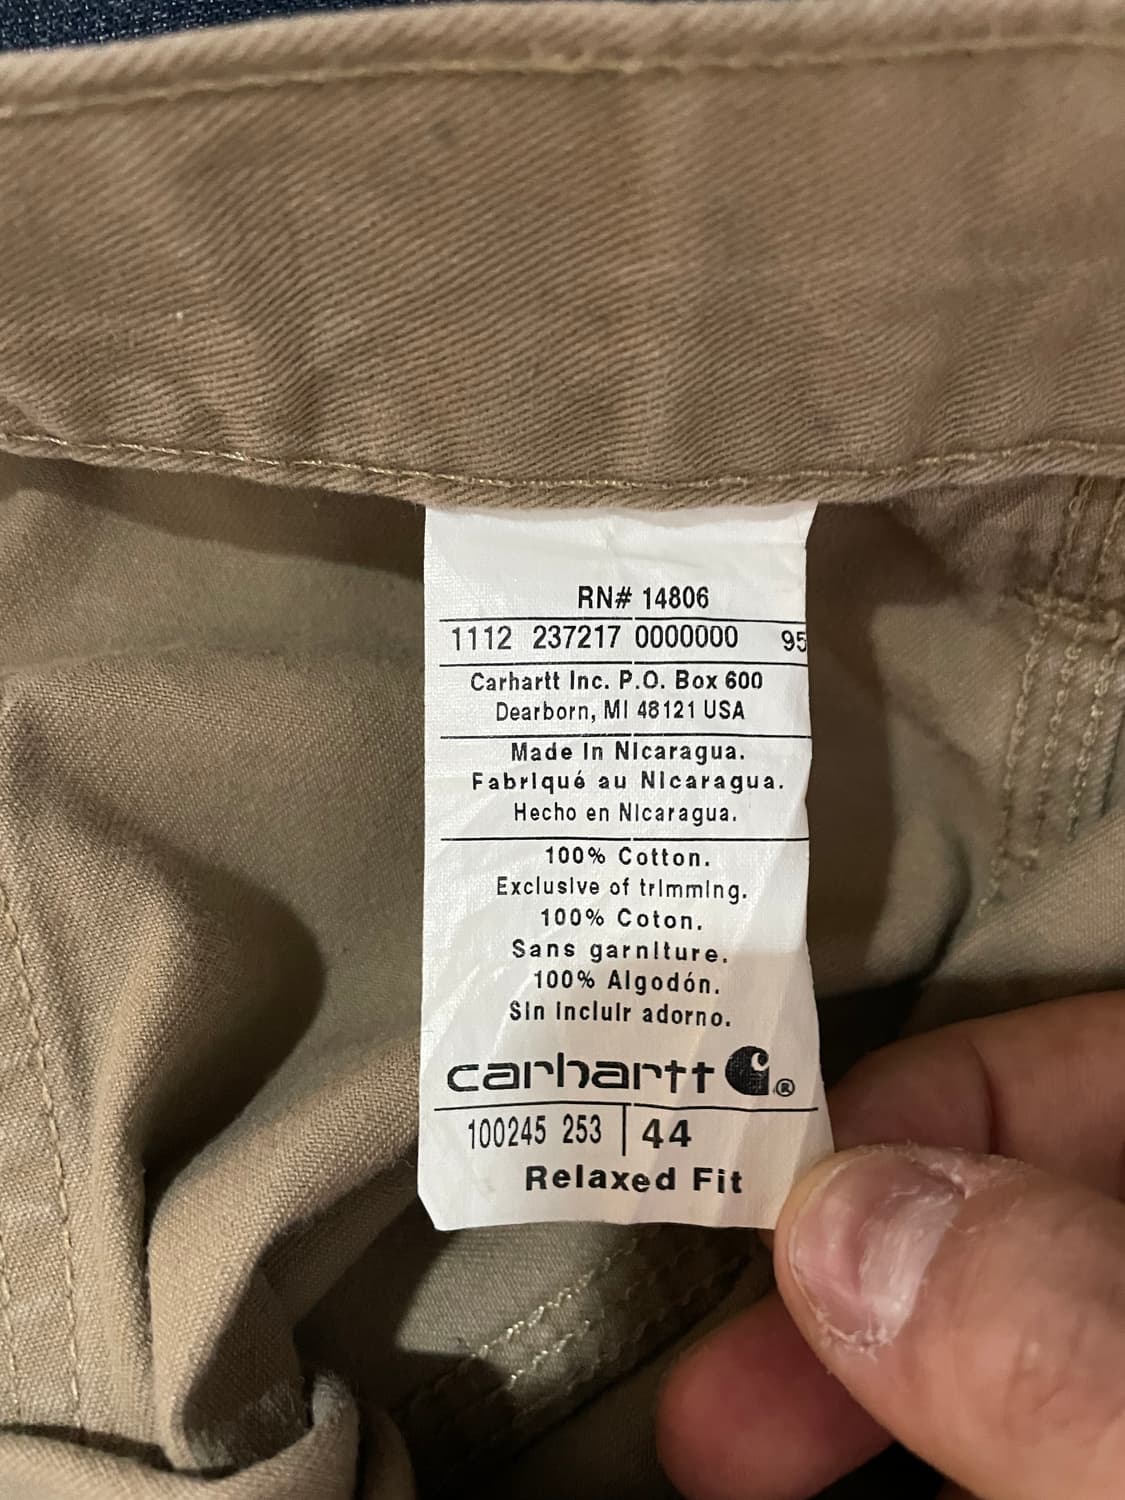 RN# 14806
1112 237217 0000000 95
Carhartt Inc. P.O. Box 600
Dearborn, MI 48121 USA
Made in Nicaragua.
Fabriqué au Nicaragua.
Hecho en Nicaragua.
100% Cotton.
Exclusive of trimming.
100% Coton.
Sans garniture.
100% Algodón.
Sin incluir adorno.
carhartt ®
100245 253 | 44
Relaxed Fit